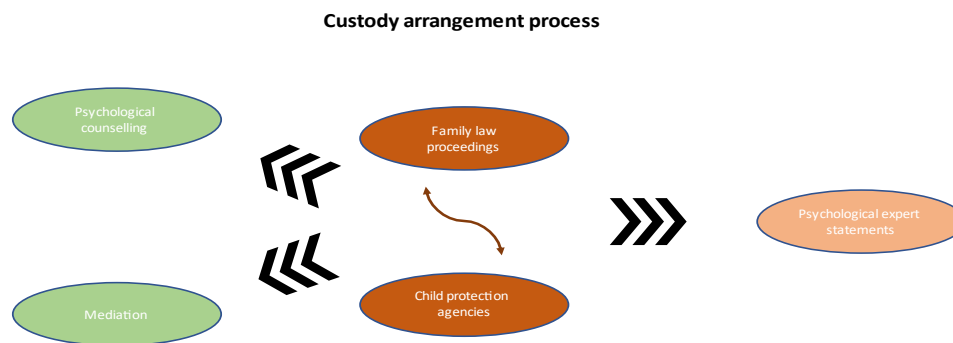 Custody arrangement process
Psychological
counselling
Family law
proceedings
Psychological expert
statements
Mediation
Child protection
agencies